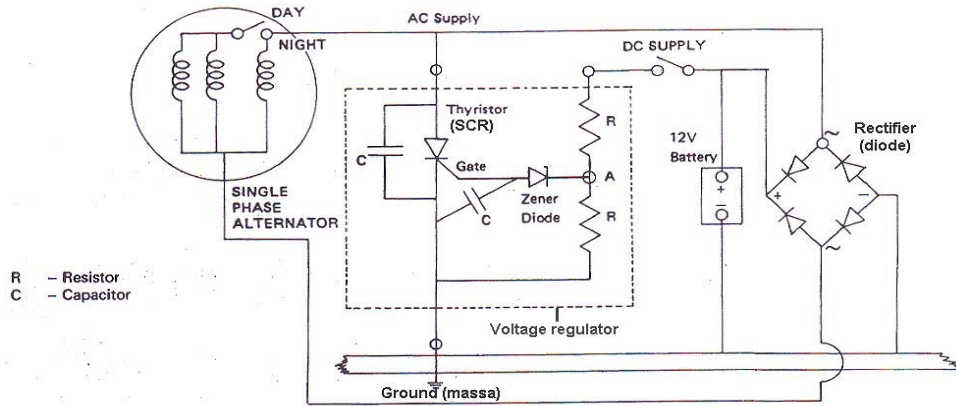 DAY
NIGHT
AC Supply
DC SUPPLY
Thyristor
(SCR)
R
Rectifier
(diode)
12V
Battery
~
C
Gate
A
+
-
+
-
C
Zener
Diode
R
SINGLE
PHASE
ALTERNATOR
~
R - Resistor
C - Capacitor
Voltage regulator
Ground (massa)